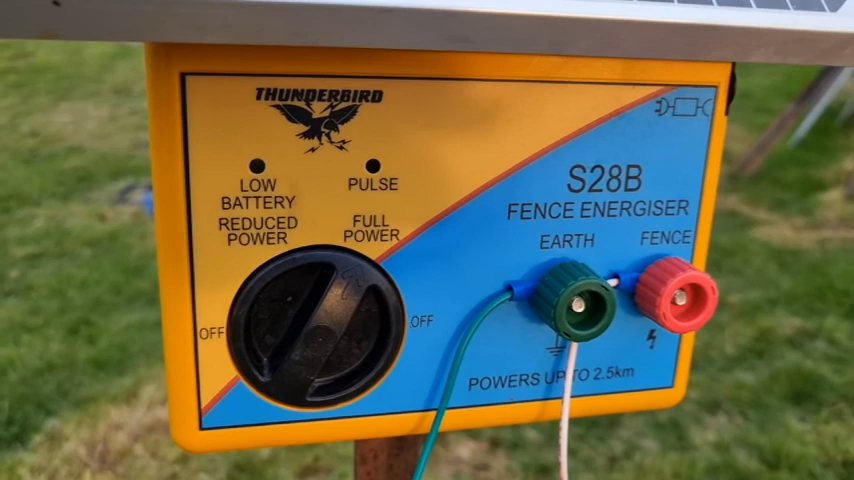 THUNDERBIRD
LOW
BATTERY
PULSE
REDUCED
POWER
FULL
POWER
OFF
OFF
S28B
FENCE ENERGISER
EARTH
FENCE
POWERS UP TO 2.5km